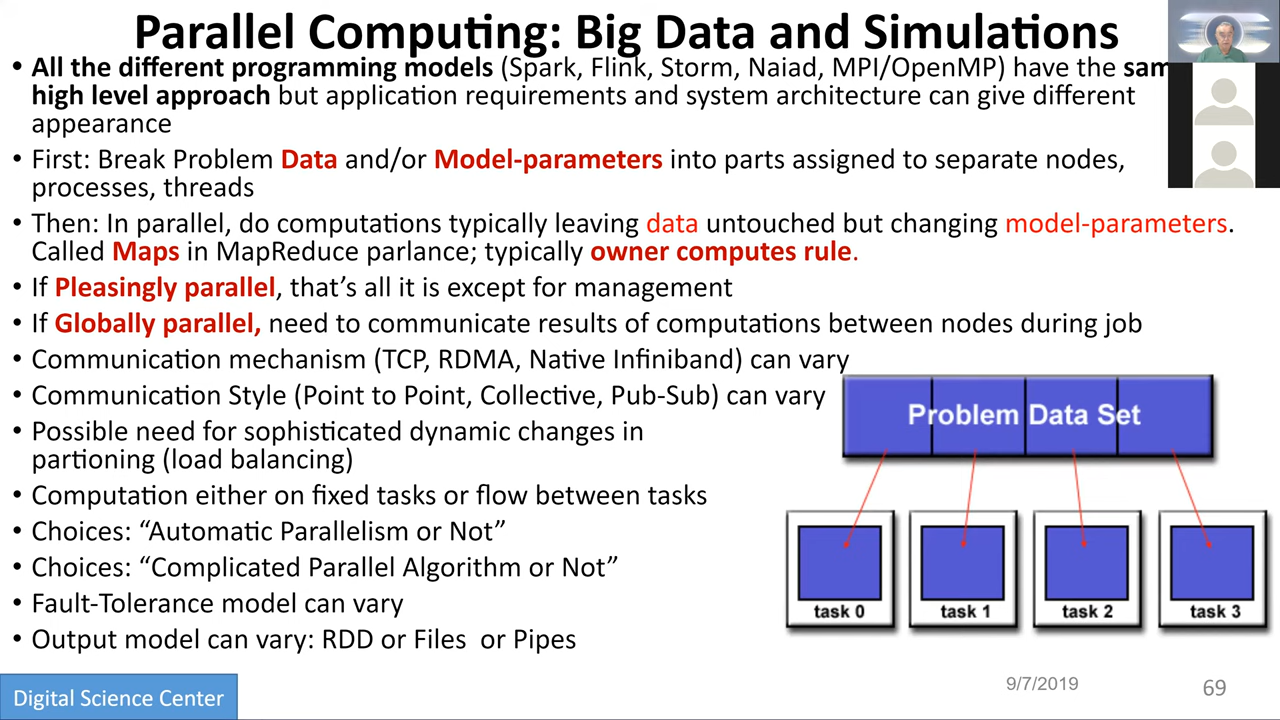 Parallel Computing: Big Data and Simulations
• All the different programming models (Spark, Flink, Storm, Naiad, MPI/OpenMP) have the sam
high level approach but application requirements and system architecture can give different
appearance
• First: Break Problem Data and/or Model-parameters into parts assigned to separate nodes,
processes, threads
• Then: In parallel, do computations typically leaving data untouched but changing model-parameters.
Called Maps in MapReduce parlance; typically owner computes rule.
• If Pleasingly parallel, that's all it is except for management
• If Globally parallel, need to communicate results of computations between nodes during job
• Communication mechanism (TCP, RDMA, Native Infiniband) can vary
• Communication Style (Point to Point, Collective, Pub-Sub) can vary
• Possible need for sophisticated dynamic changes in
partioning (load balancing)
• Computation either on fixed tasks or flow between tasks
• Choices: “Automatic Parallelism or Not”
• Choices: “Complicated Parallel Algorithm or Not”
• Fault-Tolerance model can vary
• Output model can vary: RDD or Files or Pipes
Problem Data Set
task 0 task 1 task 2 task 3
Digital Science Center
9/7/2019
69